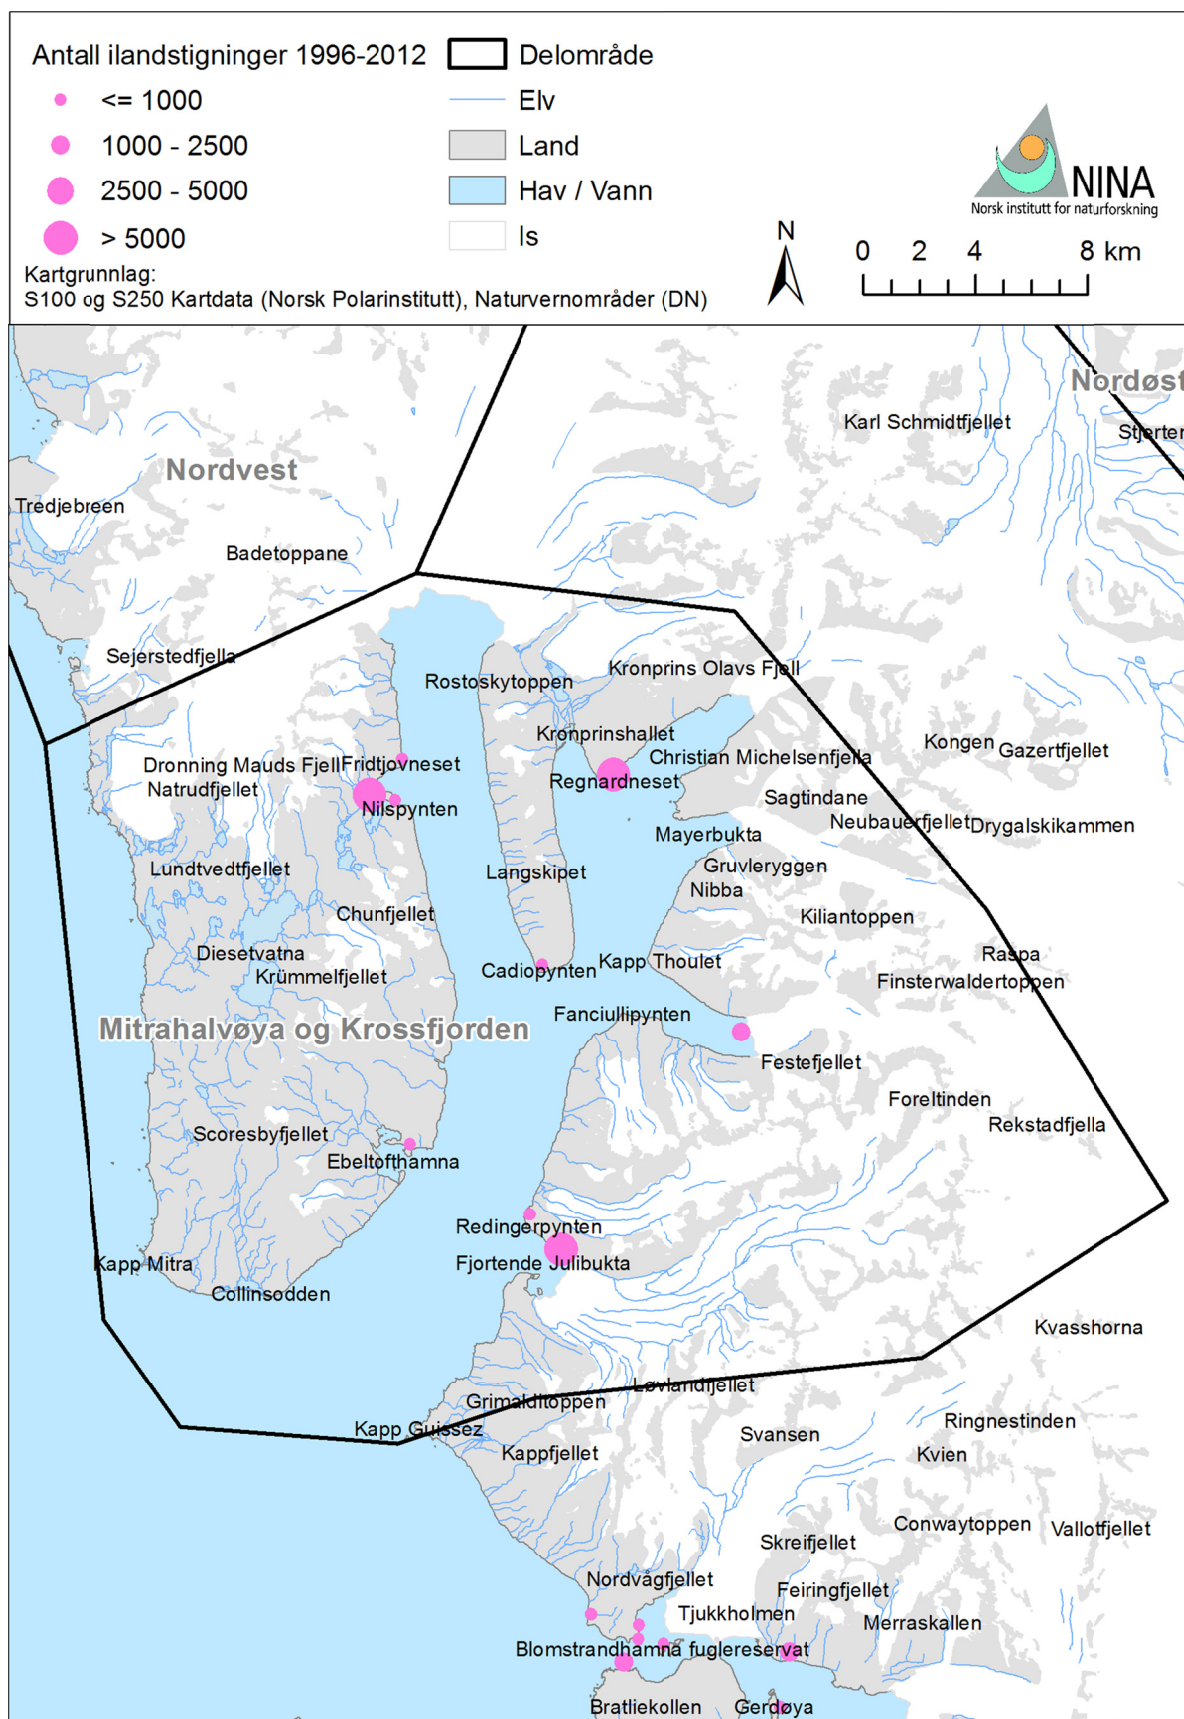 Antall ilandstigninger 1996-2012
<= 1000
1000 - 2500
2500 - 5000
> 5000
Delområde
Elv
Land
Hav / Vann
Is
Kartgrunnlag:
S100 og S250 Kartdata (Norsk Polarinstitutt), Naturvernområder (DN)
NINA
Norsk institutt for naturforskning
N
0 2 4 8 km
Nordøst
Karl Schmidtfjellet
Stjerter
Nordvest
Tredjebreen
Badetoppane
Sejerstedfjella
Kronprins Olavs Fjell
Rostoskytoppen
Kronprinshallet
Kongen
Gazertfjellet
Christian Michelsenfjella
Dronning Mauds Fjell
Fridtjovneset
Regnardneset
Natrudfjellet
Sagtindane
Nilspynten
Neubauerfjellet
Drygalskikammen
Mayerbukta
Gruvleryggen
Lundtvedtfjellet
Langskipet
Nibba
Chunfjellet
Kiliantoppen
Diesetvatna
Raspa
Kapp Thoulet
Cadiopynten
Krümmelfjellet
Finsterwaldertoppen
Fanciullipynten
Mitrahalvøya og Krossfjorden
Festefjellet
Foreltinden
Rekstadfjella
Scoresbyfjellet
Ebeltofthamna
Redingerpynten
Kapp Mitra
Fjortende Julibukta
Collinsodden
Kvasshorna
Løvlandfjellet
Grimalditoppen
Ringnestinden
Kapp Guissez
Svansen
Kappfjellet
Kvien
Conwaytoppen
Vallotfjellet
Skreifjellet
Nordvågfjellet
Feiringfjellet
Tjukkholmen
Merraskallen
Blomstrandhamna fuglereservat
Bratliekollen
Gerdøya